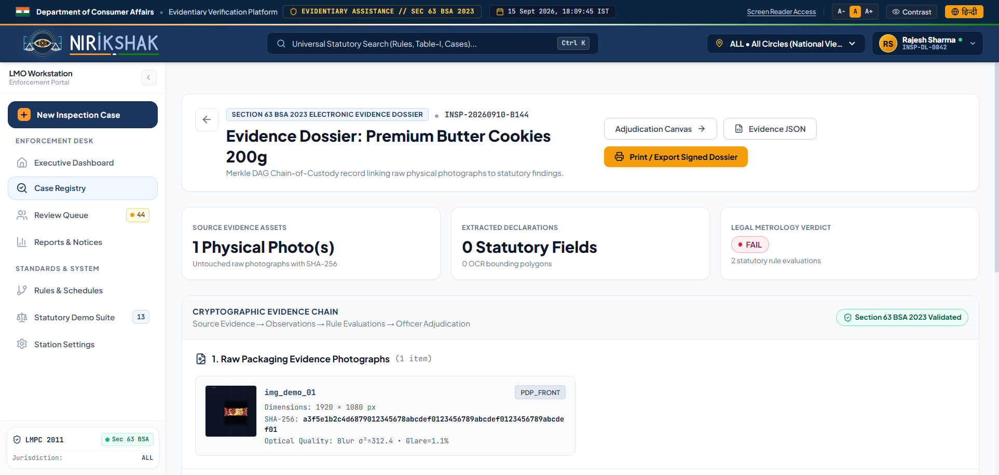 Department of Consumer Affairs • Evidentiary Verification Platform
EVIDENTIARY ASSISTANCE // SEC 63 BSA 2023
15 Sept 2026, 18:09:45 IST
Screen Reader Access
A- A A+
Contrast
हिन्दी
NIRİKSHAK
Universal Statutory Search (Rules, Table-I, Cases)...
Ctrl K
ALL • All Circles (National Vie...
RS
Rajesh Sharma
INSP-DL-0842
LMO Workstation
Enforcement Portal
New Inspection Case
ENFORCEMENT DESK
Executive Dashboard
Case Registry
Review Queue
44
Reports & Notices
STANDARDS & SYSTEM
Rules & Schedules
Statutory Demo Suite
13
Station Settings
LMPC 2011
Sec 63 BSA
Jurisdiction:
ALL
SECTION 63 BSA 2023 ELECTRONIC EVIDENCE DOSSIER • INSP-20260910-B144
Evidence Dossier: Premium Butter Cookies
200g
Merkle DAG Chain-of-Custody record linking raw physical photographs to statutory findings.
Adjudication Canvas →
Evidence JSON
Print / Export Signed Dossier
SOURCE EVIDENCE ASSETS
1 Physical Photo(s)
Untouched raw photographs with SHA-256
EXTRACTED DECLARATIONS
0 Statutory Fields
0 OCR bounding polygons
LEGAL METROLOGY VERDICT
FAIL
2 statutory rule evaluations
CRYPTOGRAPHIC EVIDENCE CHAIN
Source Evidence → Observations → Rule Evaluations → Officer Adjudication
Section 63 BSA 2023 Validated
1. Raw Packaging Evidence Photographs (1 item)
img_demo_01
PDP_FRONT
Dimensions: 1920 × 1080 px
SHA-256: a3f5e1b2c4d6879012345678abcdef0123456789abcdef0123456789abcde
f01
Optical Quality: Blur σ²=312.4 • Glare=1.1%